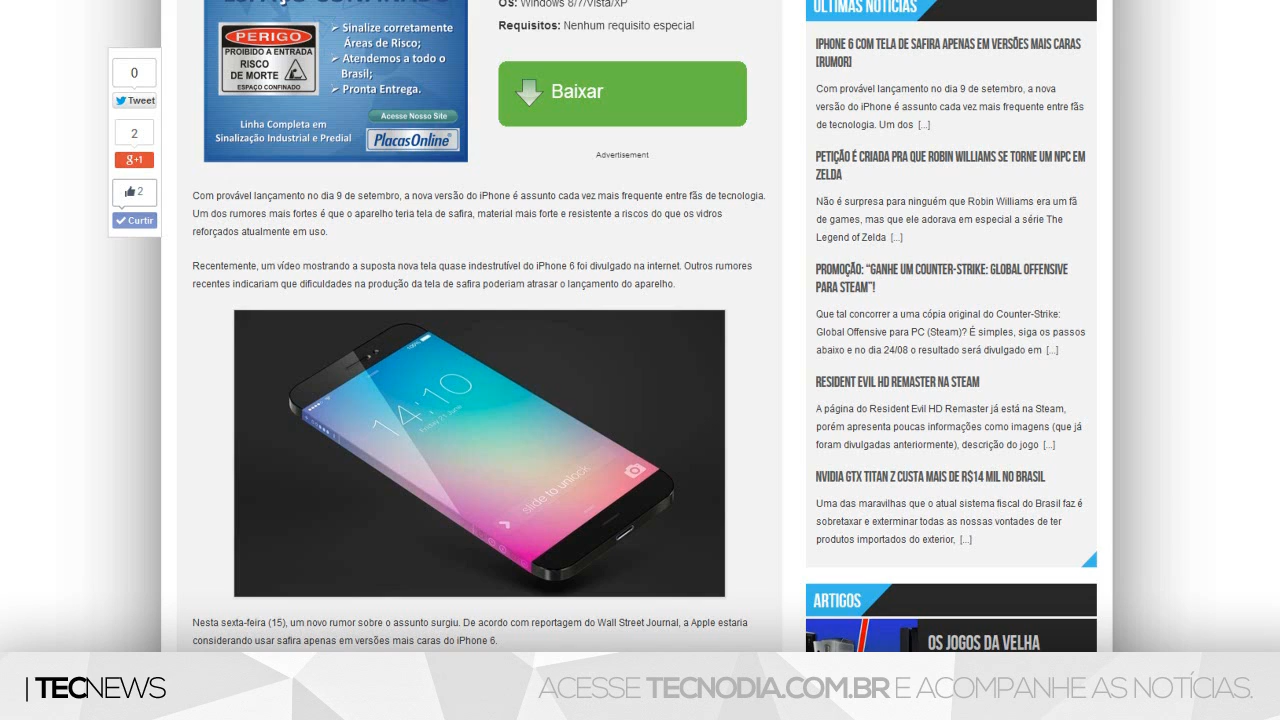 ESPAÇO CONFINADO
PERIGO
PROIBIDO A ENTRADA
RISCO
DE MORTE
ESPAÇO CONFINADO
Sinalize corretamente
Áreas de Risco;
Atendemos a todo o
Brasil;
Pronta Entrega.
Linha Completa em
Sinalização Industrial e Predial
Acesse Nosso Site
PlacasOnline
OS: Windows 8/7/Vista/XP
Requisitos: Nenhum requisito especial
Baixar
Advertisement
0
Tweet
2
g+1
2
Curtir
Com provável lançamento no dia 9 de setembro, a nova versão do iPhone é assunto cada vez mais frequente entre fãs de tecnologia.
Um dos rumores mais fortes é que o aparelho teria tela de safira, material mais forte e resistente a riscos do que os vidros
reforçados atualmente em uso.
Recentemente, um vídeo mostrando a suposta nova tela quase indestrutível do iPhone 6 foi divulgado na internet. Outros rumores
recentes indicariam que dificuldades na produção da tela de safira poderiam atrasar o lançamento do aparelho.
100%
14:10
Friday 21 June
slide to unlock
Nesta sexta-feira (15), um novo rumor sobre o assunto surgiu. De acordo com reportagem do Wall Street Journal, a Apple estaria
considerando usar safira apenas em versões mais caras do iPhone 6.
ÚLTIMAS NOTÍCIAS
IPHONE 6 COM TELA DE SAFIRA APENAS EM VERSÕES MAIS CARAS
[RUMOR]
Com provável lançamento no dia 9 de setembro, a nova
versão do iPhone é assunto cada vez mais frequente entre fãs
de tecnologia. Um dos [...]
PETIÇÃO É CRIADA PRA QUE ROBIN WILLIAMS SE TORNE UM NPC EM
ZELDA
Não é surpresa para ninguém que Robin Williams era um fã
de games, mas que ele adorava em especial a série The
Legend of Zelda [...]
PROMOÇÃO: “GANHE UM COUNTER-STRIKE: GLOBAL OFFENSIVE
PARA STEAM”!
Que tal concorrer a uma cópia original do Counter-Strike:
Global Offensive para PC (Steam)? É simples, siga os passos
abaixo e no dia 24/08 o resultado será divulgado em [...]
RESIDENT EVIL HD REMASTER NA STEAM
A página do Resident Evil HD Remaster já está na Steam,
porém apresenta poucas informações como imagens (que já
foram divulgadas anteriormente), descrição do jogo [...]
NVIDIA GTX TITAN Z CUSTA MAIS DE R$14 MIL NO BRASIL
Uma das maravilhas que o atual sistema fiscal do Brasil faz é
sobretaxar e exterminar todas as nossas vontades de ter
produtos importados do exterior, [...]
ARTIGOS
OS JOGOS DA VELHA
| TECNEWS
ACESSE TECNODIA.COM.BR E ACOMPANHE AS NOTÍCIAS.